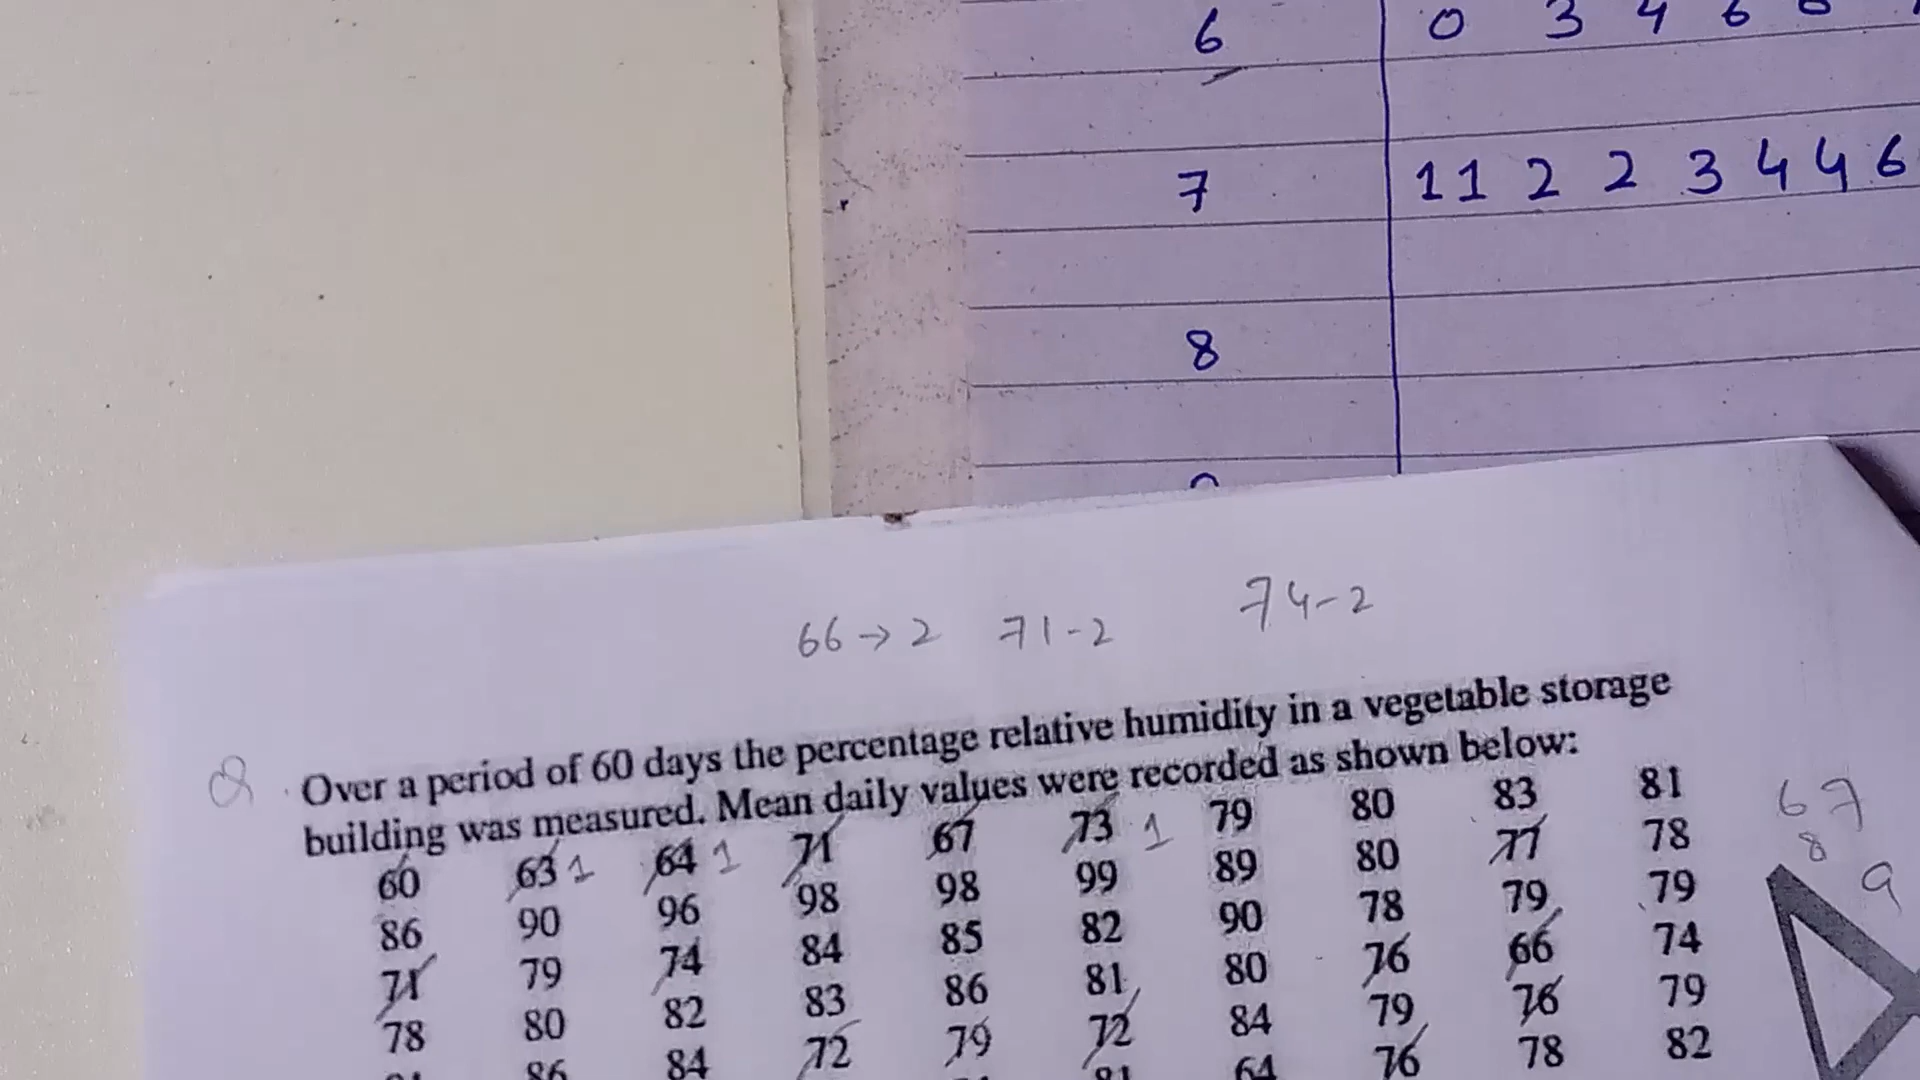 6 0 3 4 6 6
7 1 1 2 2 3 4 4 6
8
66 → 2 71 - 2 74 - 2
Q Over a period of 60 days the percentage relative humidity in a vegetable storage
building was measured. Mean daily values were recorded as shown below:
60 63 1 64 1 71 67 73 1 79 80 83 81
86 90 96 98 98 99 89 80 77 78
71 79 74 84 85 82 90 78 79 79
78 80 82 83 86 81 80 76 66 74
86 84 72 79 72 84 79 76 79
81 64 76 78 82
67
8
9